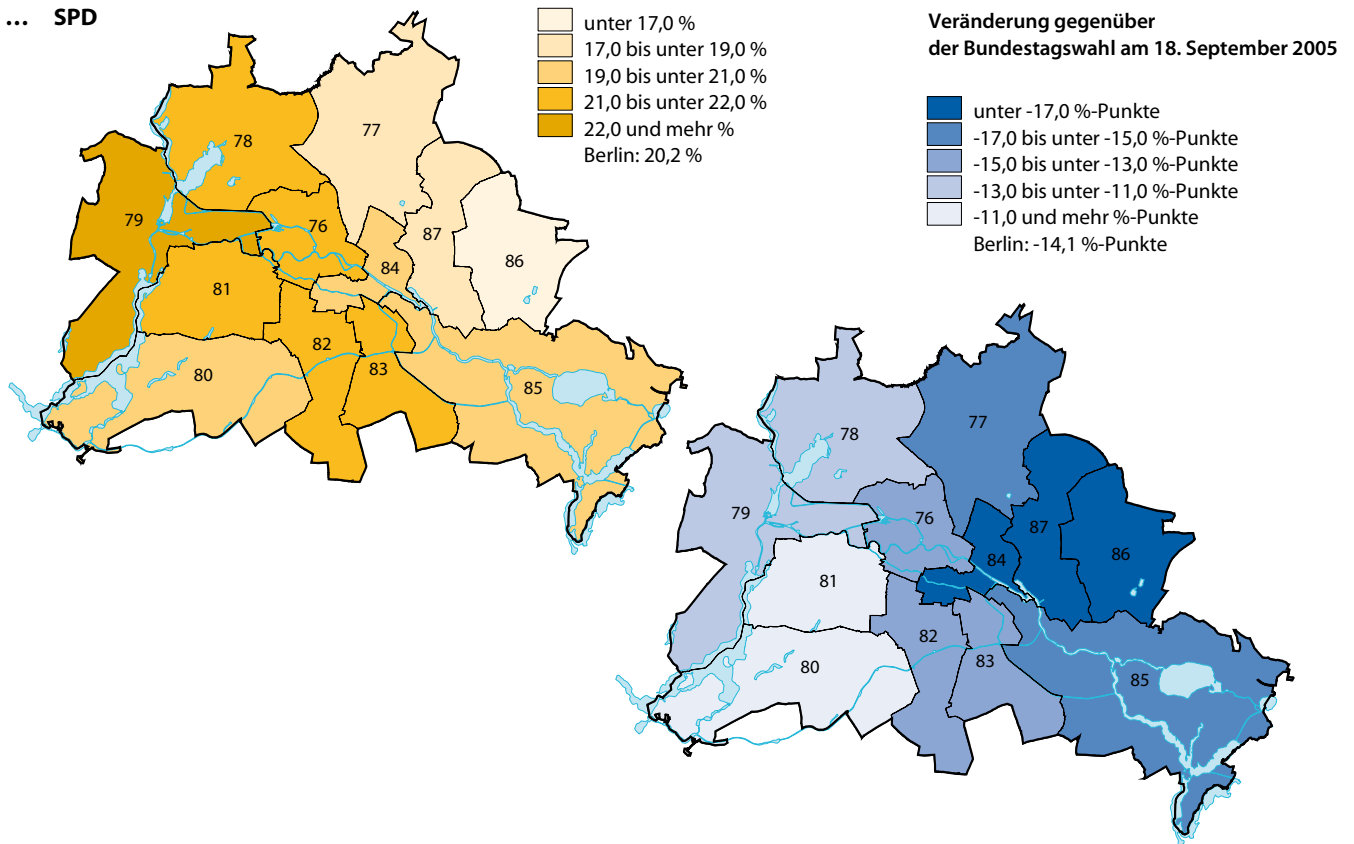 ... SPD
unter 17,0 %
17,0 bis unter 19,0 %
19,0 bis unter 21,0 %
21,0 bis unter 22,0 %
22,0 und mehr %
Berlin: 20,2 %
Veränderung gegenüber
der Bundestagswahl am 18. September 2005
unter -17,0 %-Punkte
-17,0 bis unter -15,0 %-Punkte
-15,0 bis unter -13,0 %-Punkte
-13,0 bis unter -11,0 %-Punkte
-11,0 und mehr %-Punkte
Berlin: -14,1 %-Punkte
77
78
79
76
87
86
84
81
82
83
80
85
77
78
79
76
87
86
84
81
82
83
80
85